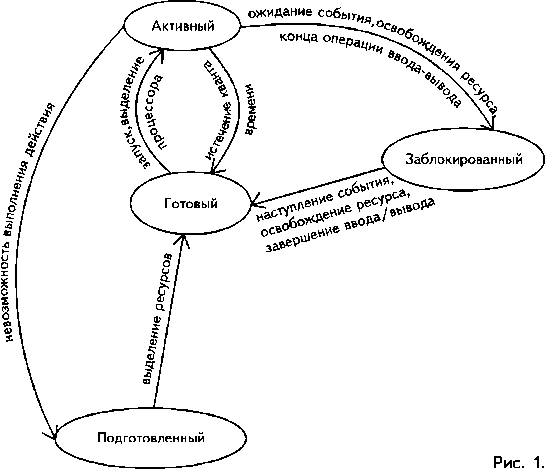 Активный
ожидание события, освобождения ресурса,
конца операции ввода-вывода
запуск, выделение
процессора
истечение кванта
времени
невозможность выполнения действия
Заблокированный
Готовый
наступление события,
освобождение ресурса,
завершение ввода/вывода
выделение ресурсов
Подготовленный
Рис. 1.